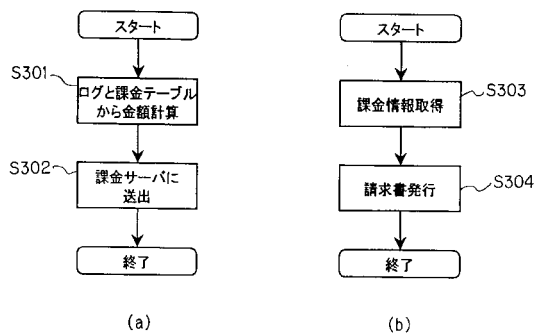 スタート
S301
ログと課金テーブル
から金額計算
S302
課金サーバに
送出
終了
(a)
スタート
S303
課金情報取得
S304
請求書発行
終了
(b)